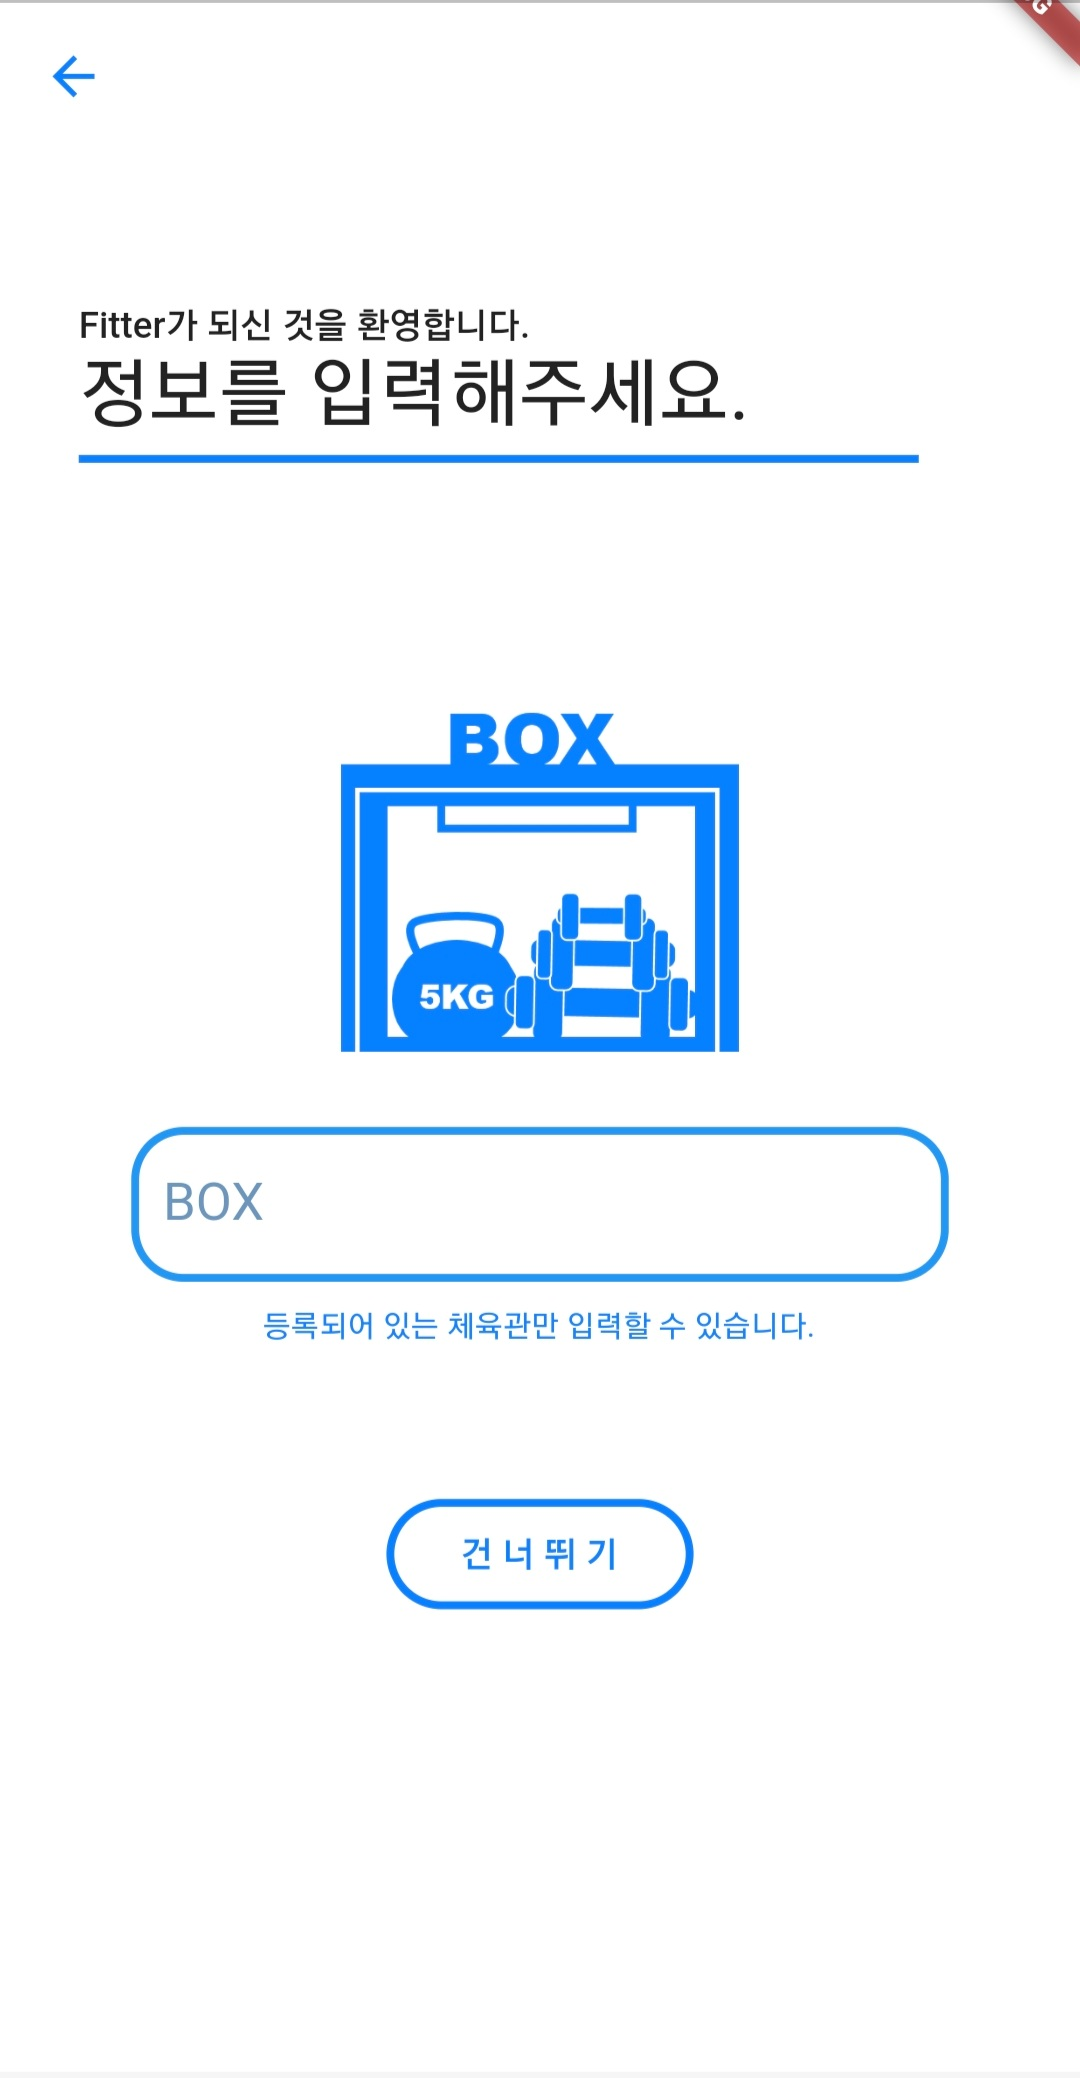 Fitter가 되신 것을 환영합니다.
정보를 입력해주세요.
BOX
5KG
BOX
등록되어 있는 체육관만 입력할 수 있습니다.
건너뛰기